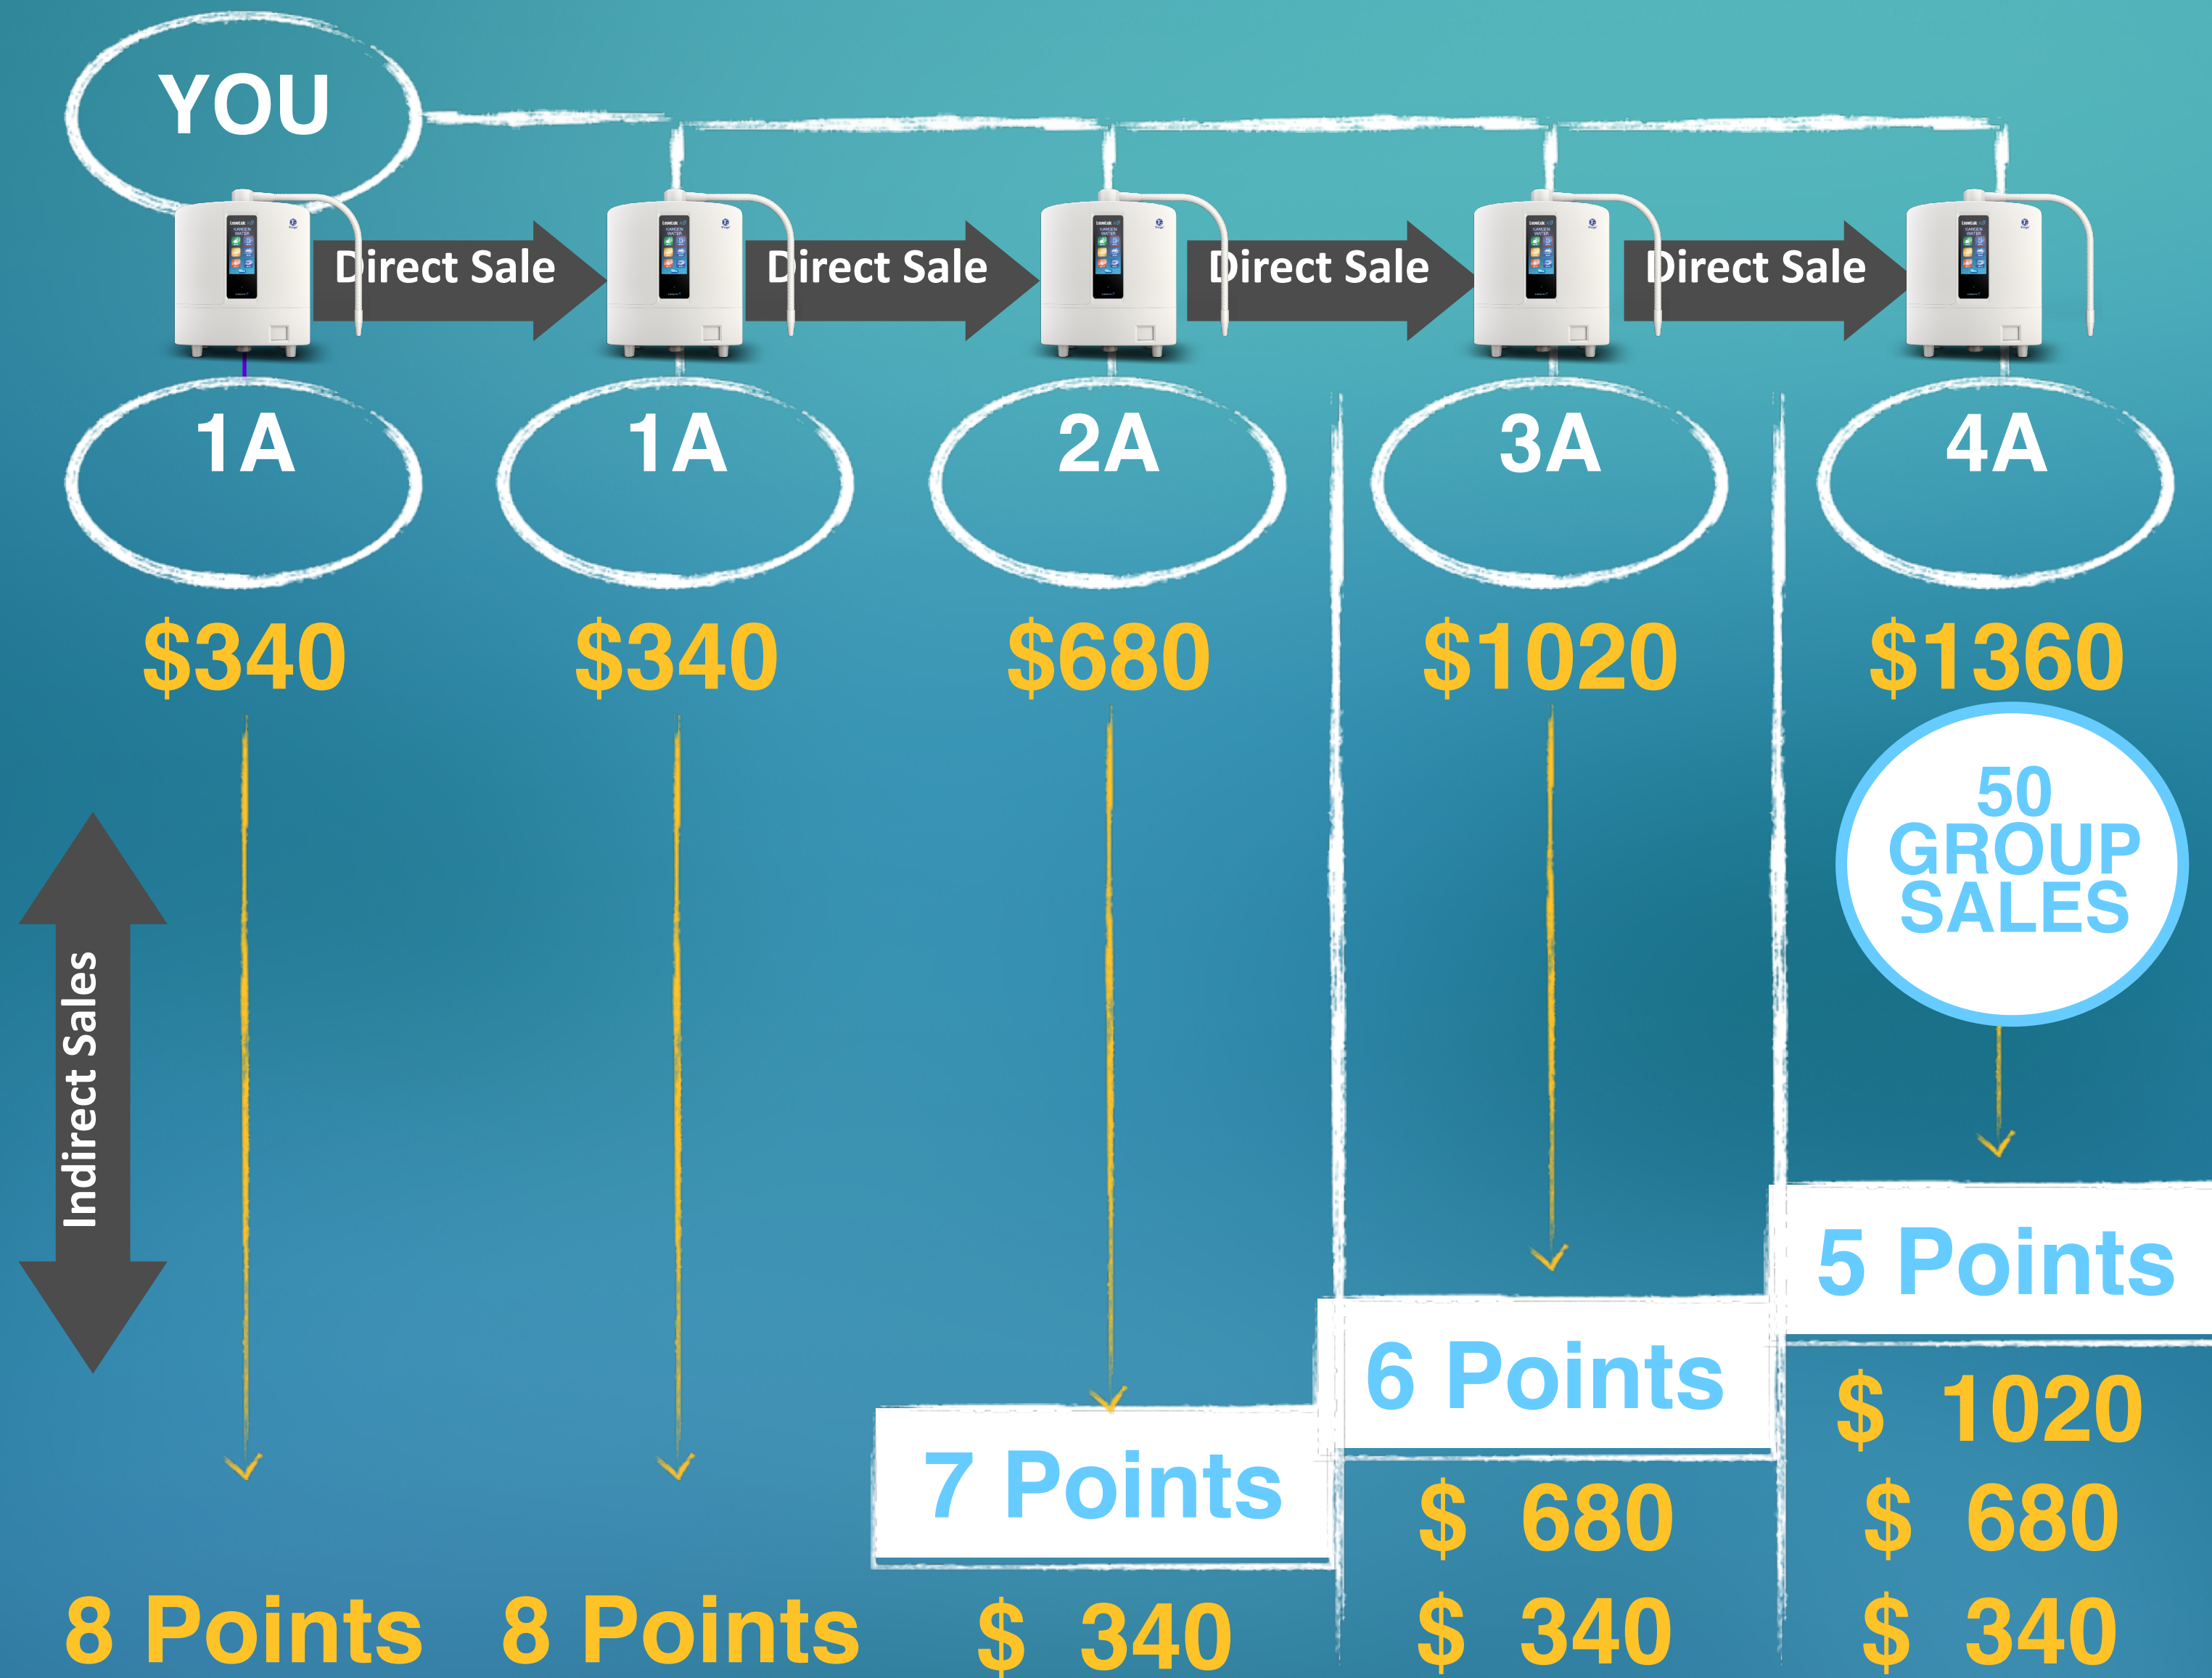 YOU
Direct Sale
Direct Sale
Direct Sale
Direct Sale
1A
1A
2A
3A
4A
$340
$340
$680
$1020
$1360
50
GROUP
SALES
Indirect Sales
5 Points
6 Points
$ 1020
7 Points
$ 680
$ 680
8 Points
8 Points
$ 340
$ 340
$ 340